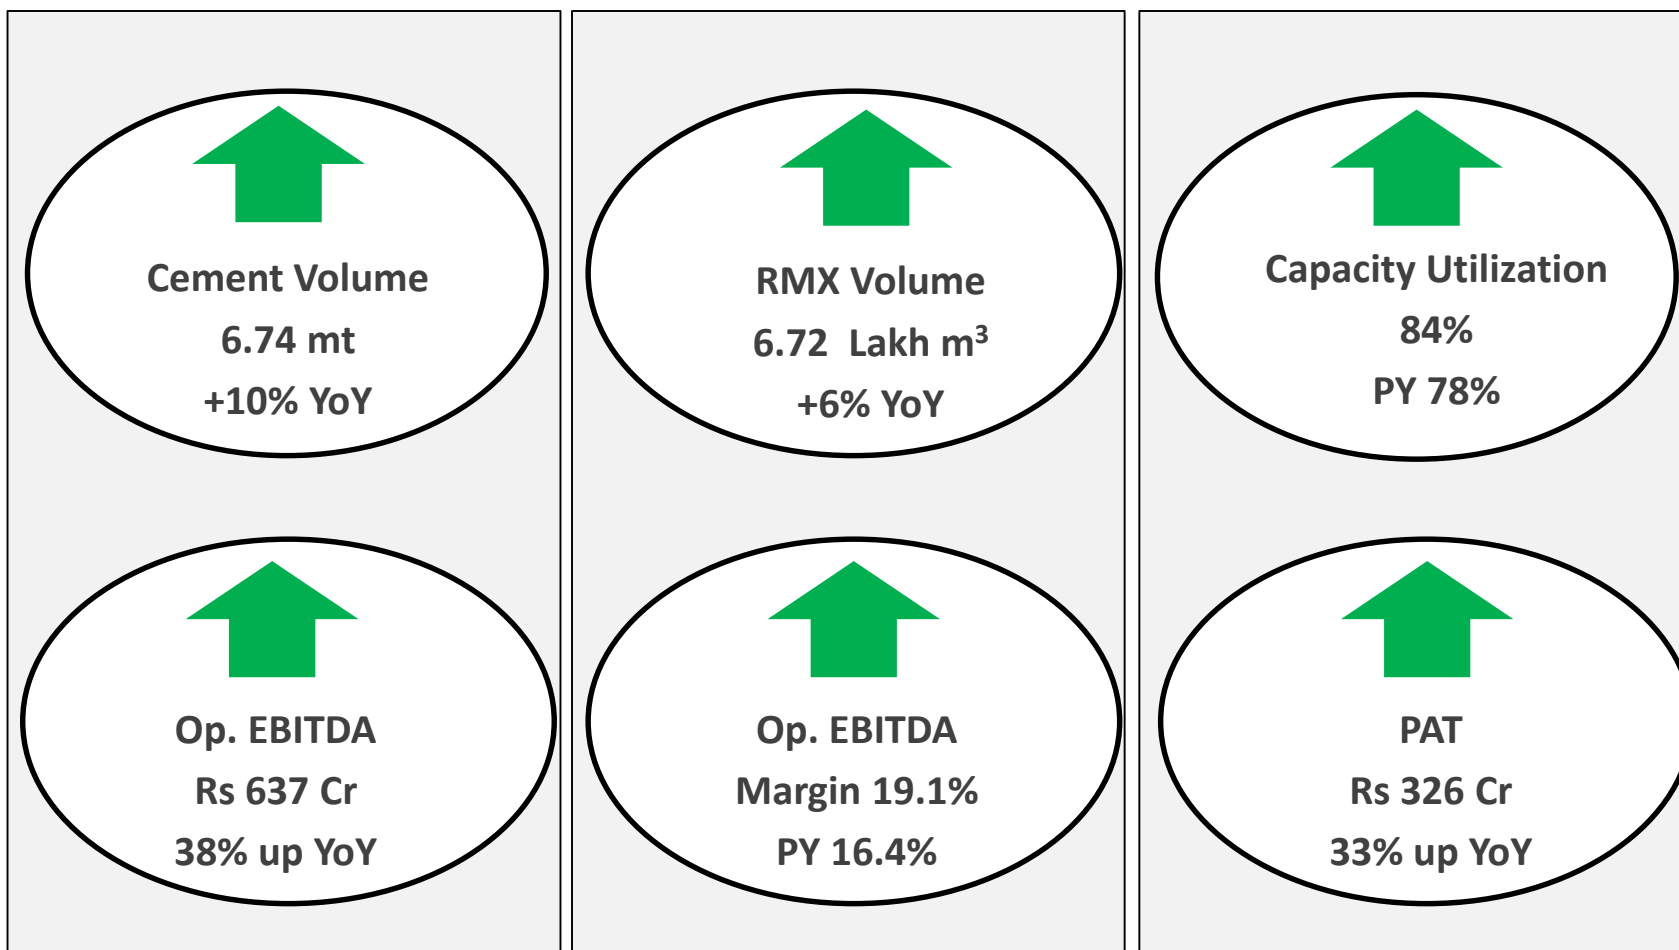 Cement Volume
6.74 mt
+10% YoY
RMX Volume
6.72 Lakh m³
+6% YoY
Capacity Utilization
84%
PY 78%
Op. EBITDA
Rs 637 Cr
38% up YoY
Op. EBITDA
Margin 19.1%
PY 16.4%
PAT
Rs 326 Cr
33% up YoY